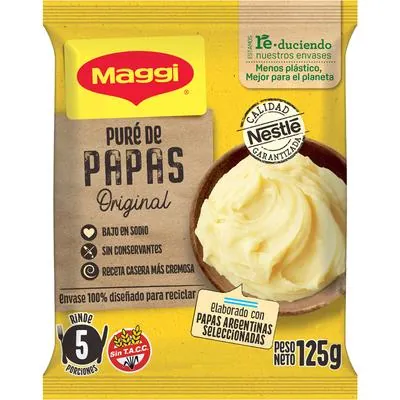 ESTAMOS
re·duciendo
nuestros envases
Menos plástico,
Mejor para el planeta
Maggi
®
PURÉ DE
PAPAS
Original
CALIDAD
Nestlé
GARANTIZADA
BAJO EN SODIO
SIN CONSERVANTES
RECETA CASERA MÁS CREMOSA
Envase 100% diseñado para reciclar
RINDE
5
PORCIONES
Sin T.A.C.C.
elaborado con
PAPAS ARGENTINAS
SELECCIONADAS
PESO
NETO 125g